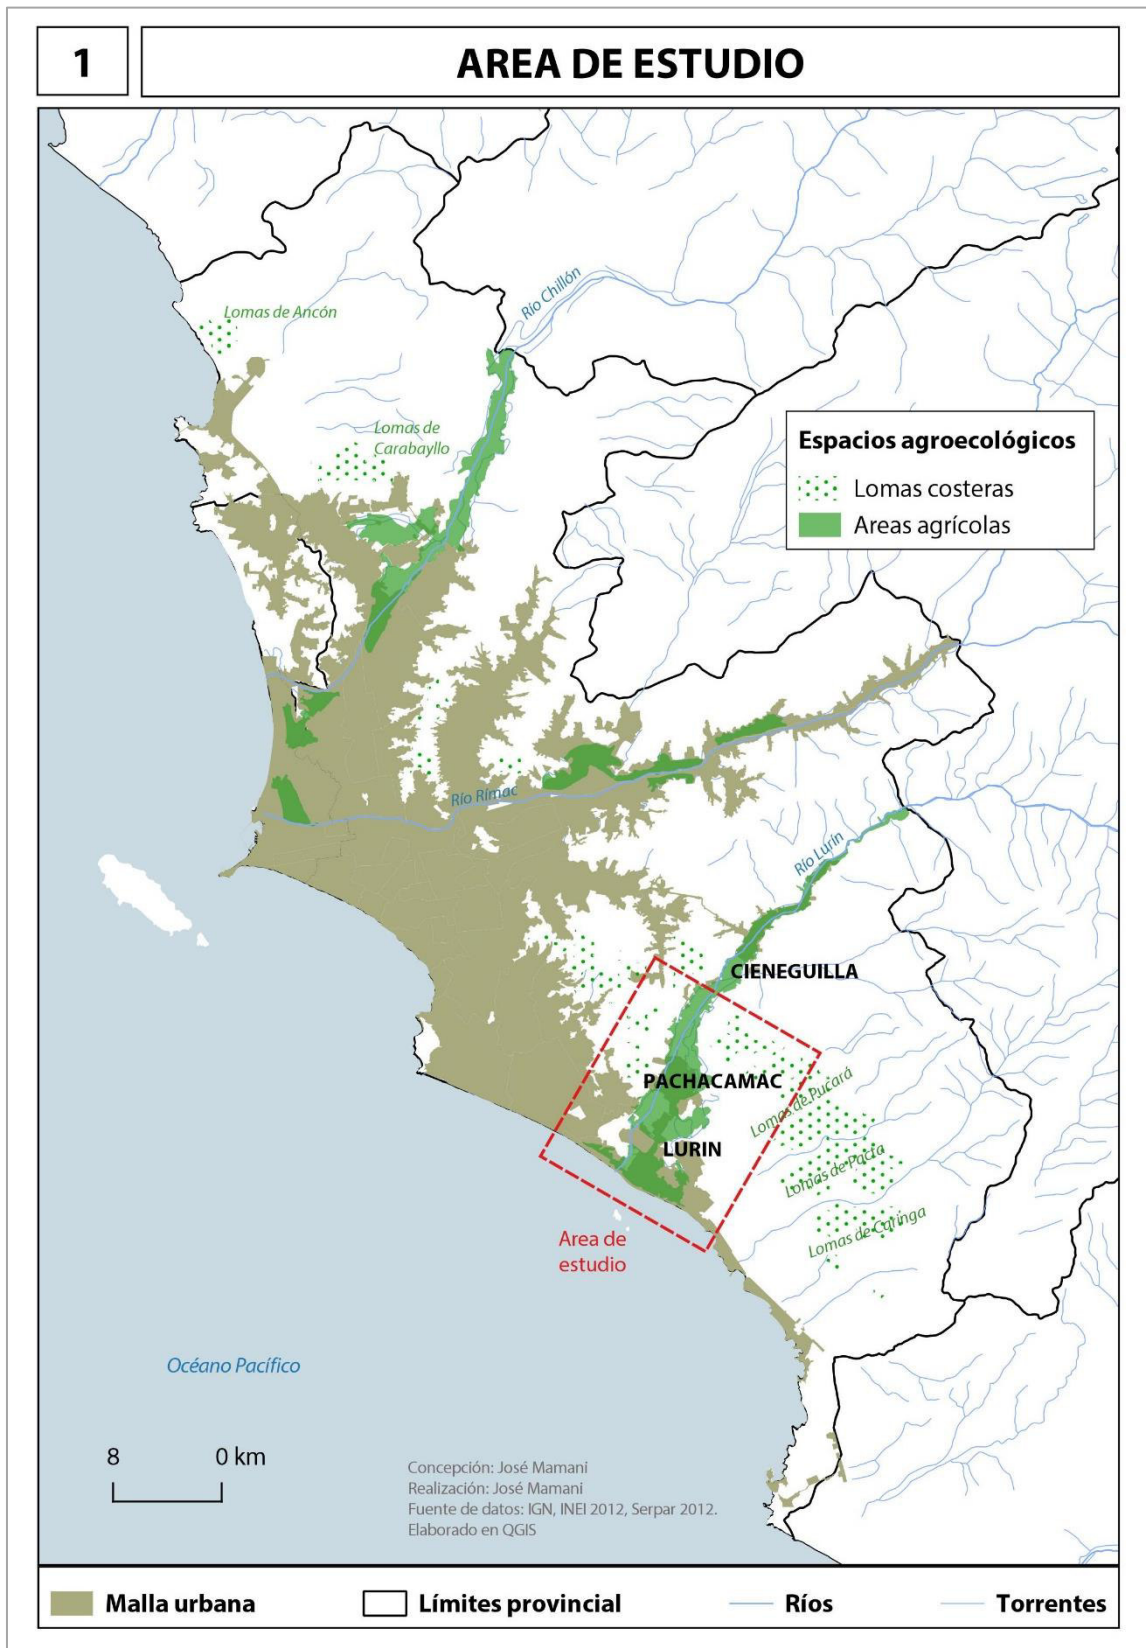 1
AREA DE ESTUDIO
Río Chillón
Lomas de Ancón
Lomas de
Carabayllo
Espacios agroecológicos
Lomas costeras
Areas agrícolas
Río Rímac
Río Lurín
CIENEGUILLA
PACHACAMAC
Lomas de Pucará
LURIN
Lomas de Pacta
Lomas de Caringa
Area de
estudio
Océano Pacífico
8 0 km
Concepción: José Mamani
Realización: José Mamani
Fuente de datos: IGN, INEI 2012, Serpar 2012.
Elaborado en QGIS
Malla urbana Límites provincial Ríos Torrentes